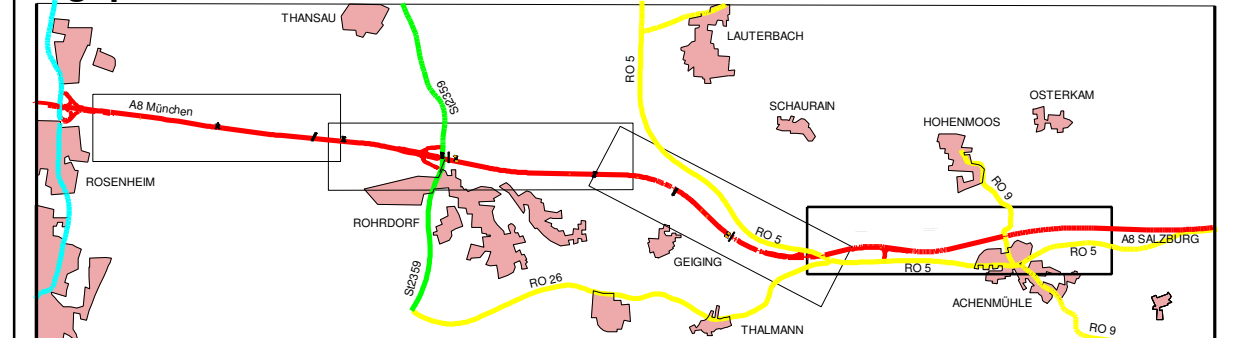 THANSAU
LAUTERBACH
RO 5
St2359
A8 München
SCHAURAIN
OSTERKAM
HOHENMOOS
ROSENHEIM
RO 9
ROHRDORF
RO 5
A8 SALZBURG
GEIGING
RO 5
RO 5
St2359
RO 26
ACHENMÜHLE
THALMANN
RO 9